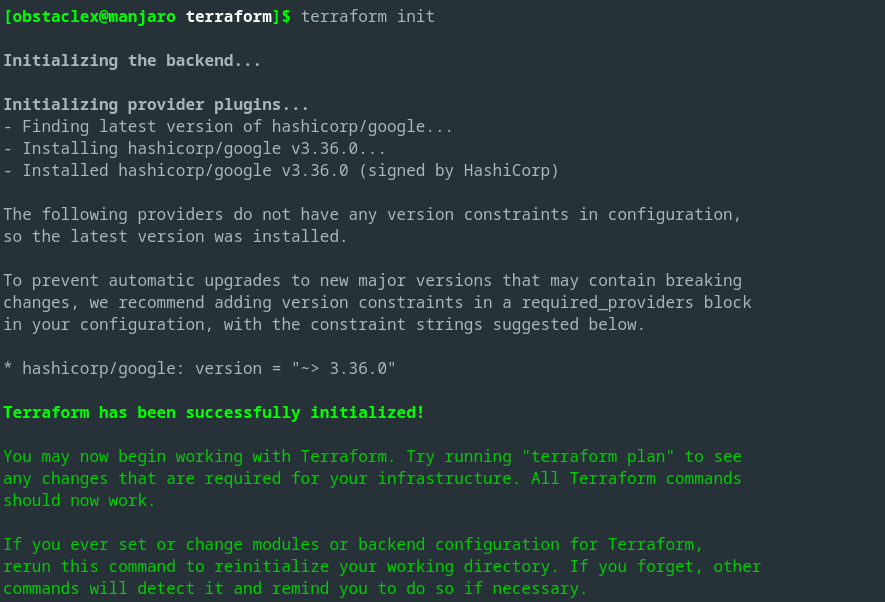 [obstaclex@manjaro terraform]$ terraform init
Initializing the backend...
Initializing provider plugins...
- Finding latest version of hashicorp/google...
- Installing hashicorp/google v3.36.0...
- Installed hashicorp/google v3.36.0 (signed by HashiCorp)
The following providers do not have any version constraints in configuration,
so the latest version was installed.
To prevent automatic upgrades to new major versions that may contain breaking
changes, we recommend adding version constraints in a required_providers block
in your configuration, with the constraint strings suggested below.
* hashicorp/google: version = "~> 3.36.0"
Terraform has been successfully initialized!
You may now begin working with Terraform. Try running "terraform plan" to see
any changes that are required for your infrastructure. All Terraform commands
should now work.
If you ever set or change modules or backend configuration for Terraform,
rerun this command to reinitialize your working directory. If you forget, other
commands will detect it and remind you to do so if necessary.